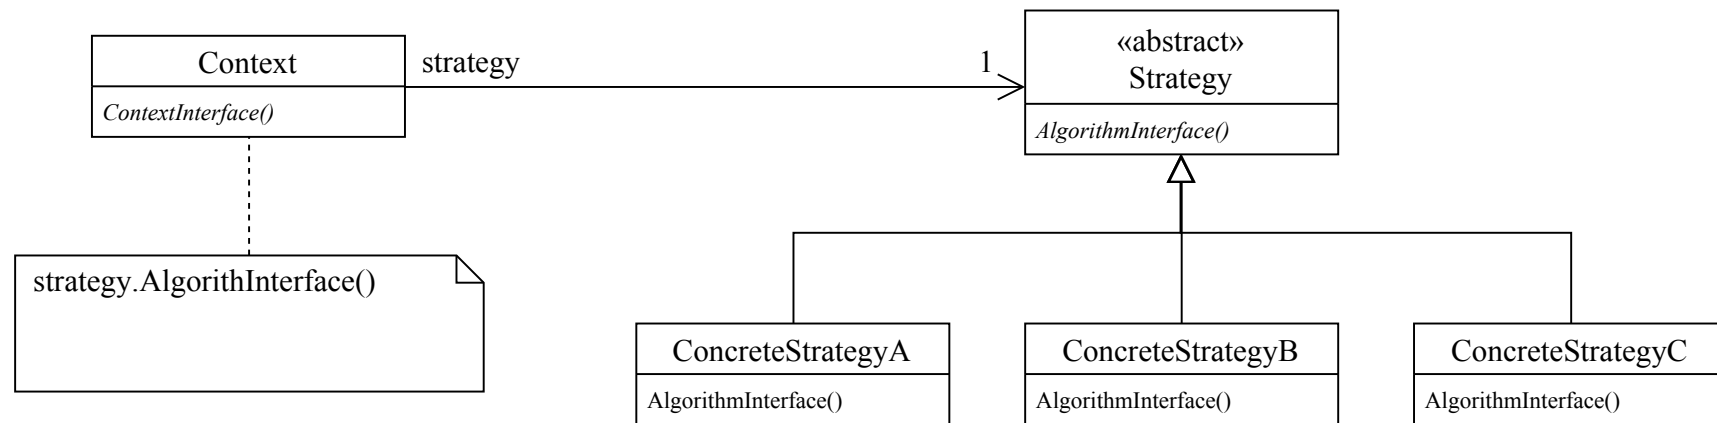 Context
ContextInterface()
strategy
1
«abstract»
Strategy
AlgorithmInterface()
strategy.AlgorithInterface()
ConcreteStrategyA
AlgorithmInterface()
ConcreteStrategyB
AlgorithmInterface()
ConcreteStrategyC
AlgorithmInterface()